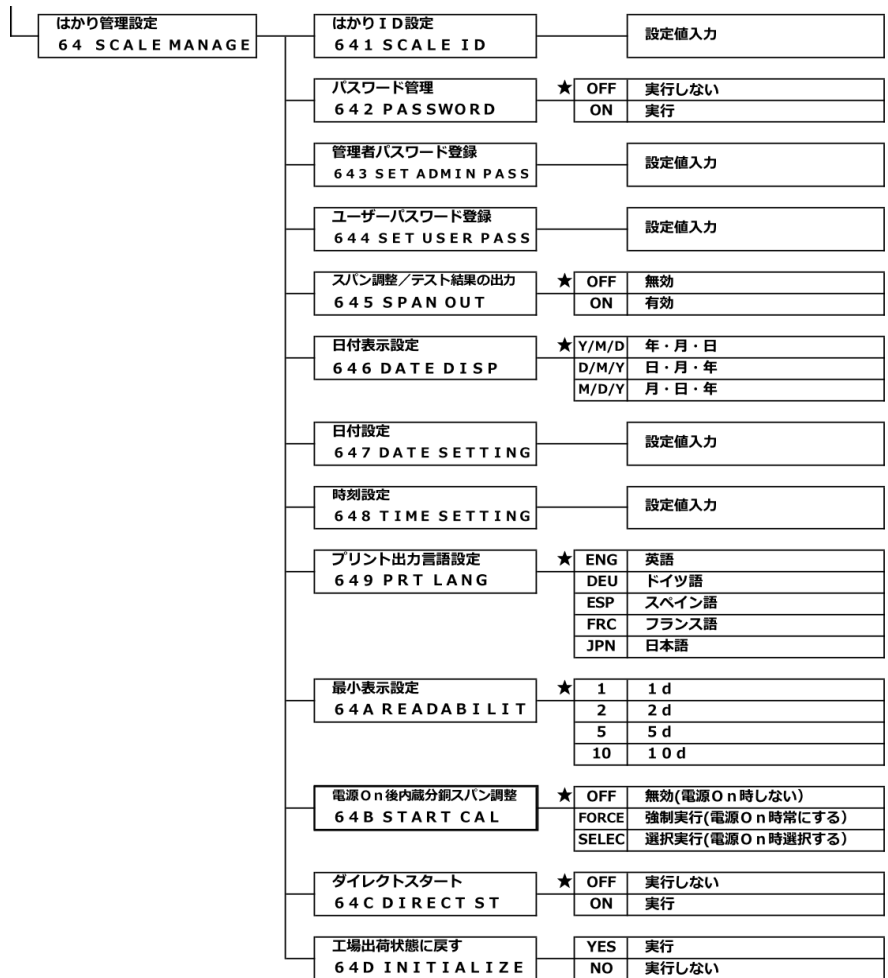 はかり管理設定
64 SCALE MANAGE
はかりID設定
641 SCALE ID
設定値入力
パスワード管理
642 PASSWORD
★ OFF 実行しない
ON 実行
管理者パスワード登録
643 SET ADMIN PASS
設定値入力
ユーザーパスワード登録
644 SET USER PASS
設定値入力
スパン調整/テスト結果の出力
645 SPAN OUT
★ OFF 無効
ON 有効
日付表示設定
646 DATE DISP
★ Y/M/D 年・月・日
D/M/Y 日・月・年
M/D/Y 月・日・年
日付設定
647 DATE SETTING
設定値入力
時刻設定
648 TIME SETTING
設定値入力
プリント出力言語設定
649 PRT LANG
★ ENG 英語
DEU ドイツ語
ESP スペイン語
FRC フランス語
JPN 日本語
最小表示設定
64A READABILIT
★ 1 1d
2 2d
5 5d
10 10d
電源On後内蔵分銅スパン調整
64B START CAL
★ OFF 無効(電源On時しない)
FORCE 強制実行(電源On時常にする)
SELEC 選択実行(電源On時選択する)
ダイレクトスタート
64C DIRECT ST
★ OFF 実行しない
ON 実行
工場出荷状態に戻す
64D INITIALIZE
YES 実行
NO 実行しない